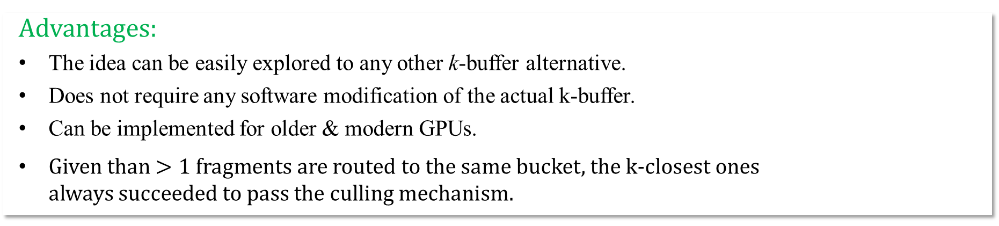 Advantages:
• The idea can be easily explored to any other k-buffer alternative.
• Does not require any software modification of the actual k-buffer.
• Can be implemented for older & modern GPUs.
• Given than > 1 fragments are routed to the same bucket, the k-closest ones
always succeeded to pass the culling mechanism.